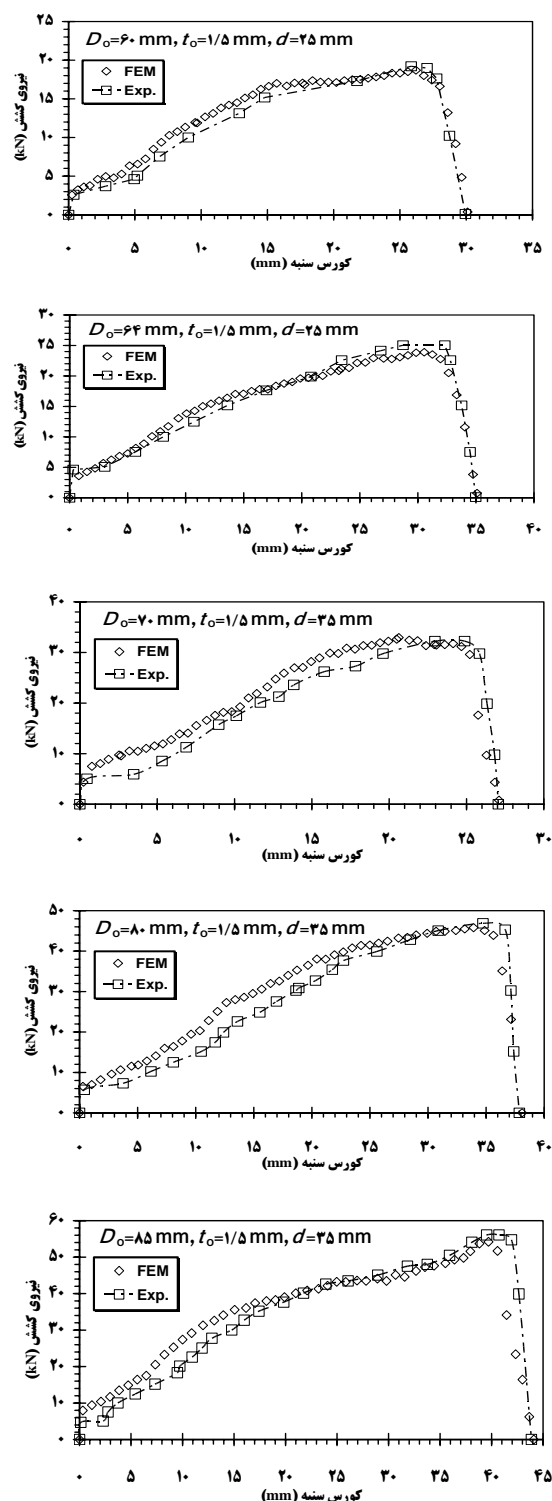 D₀=۶۰ mm, t₀=۱/۵ mm, d=۲۵ mm
FEM
Exp.
نیروی کشش (kN)
۲۵
۲۰
۱۵
۱۰
۵
۰
۰ ۵ ۱۰ ۱۵ ۲۰ ۲۵ ۳۰ ۳۵
کورس سنبه (mm)
D₀=۶۴ mm, t₀=۱/۵ mm, d=۲۵ mm
FEM
Exp.
نیروی کشش (kN)
۳۰
۲۵
۲۰
۱۵
۱۰
۵
۰
۰ ۵ ۱۰ ۱۵ ۲۰ ۲۵ ۳۰ ۳۵ ۴۰
کورس سنبه (mm)
D₀=۷۰ mm, t₀=۱/۵ mm, d=۳۵ mm
FEM
Exp.
نیروی کشش (kN)
۴۰
۳۰
۲۰
۱۰
۰
۰ ۵ ۱۰ ۱۵ ۲۰ ۲۵ ۳۰
کورس سنبه (mm)
D₀=۸۰ mm, t₀=۱/۵ mm, d=۳۵ mm
FEM
Exp.
نیروی کشش (kN)
۵۰
۴۰
۳۰
۲۰
۱۰
۰
۰ ۵ ۱۰ ۱۵ ۲۰ ۲۵ ۳۰ ۳۵ ۴۰
کورس سنبه (mm)
D₀=۸۵ mm, t₀=۱/۵ mm, d=۳۵ mm
FEM
Exp.
نیروی کشش (kN)
۶۰
۵۰
۴۰
۳۰
۲۰
۱۰
۰
۰ ۵ ۱۰ ۱۵ ۲۰ ۲۵ ۳۰ ۳۵ ۴۰ ۴۵
کورس سنبه (mm)